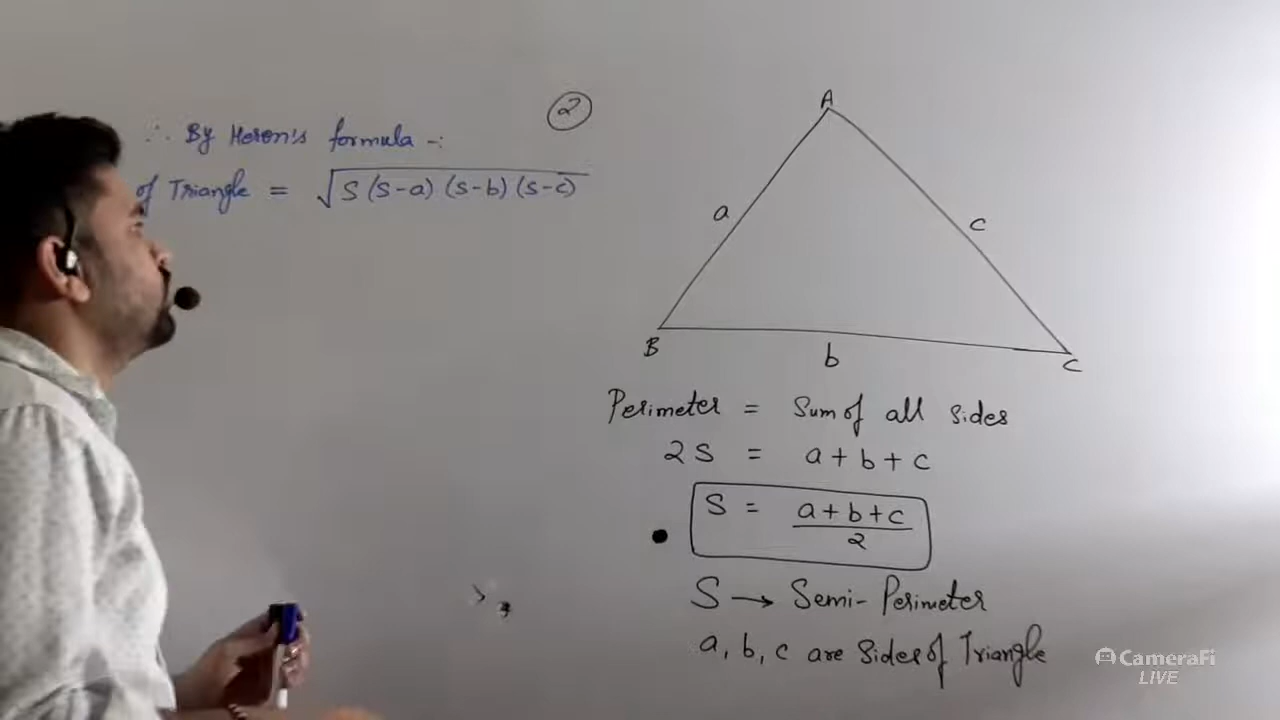 2
∴ By Heron's formula -:
of Triangle = √S(S-a)(S-b)(S-c)
A
a
c
B
b
C
Perimeter = Sum of all sides
2S = a+b+c
S = a+b+c/2
S → Semi-Perimeter
a, b, c are Sides of Triangle
CameraFi
LIVE